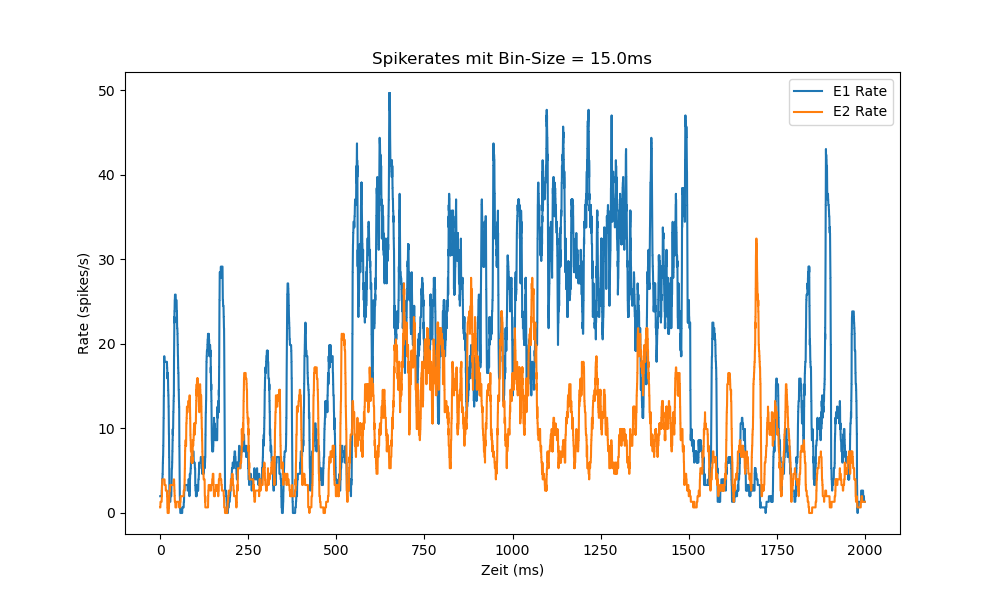 Spikerates mit Bin-Size = 15.0ms
E1 Rate
E2 Rate
50
40
30
20
10
0
Rate (spikes/s)
0 250 500 750 1000 1250 1500 1750 2000
Zeit (ms)